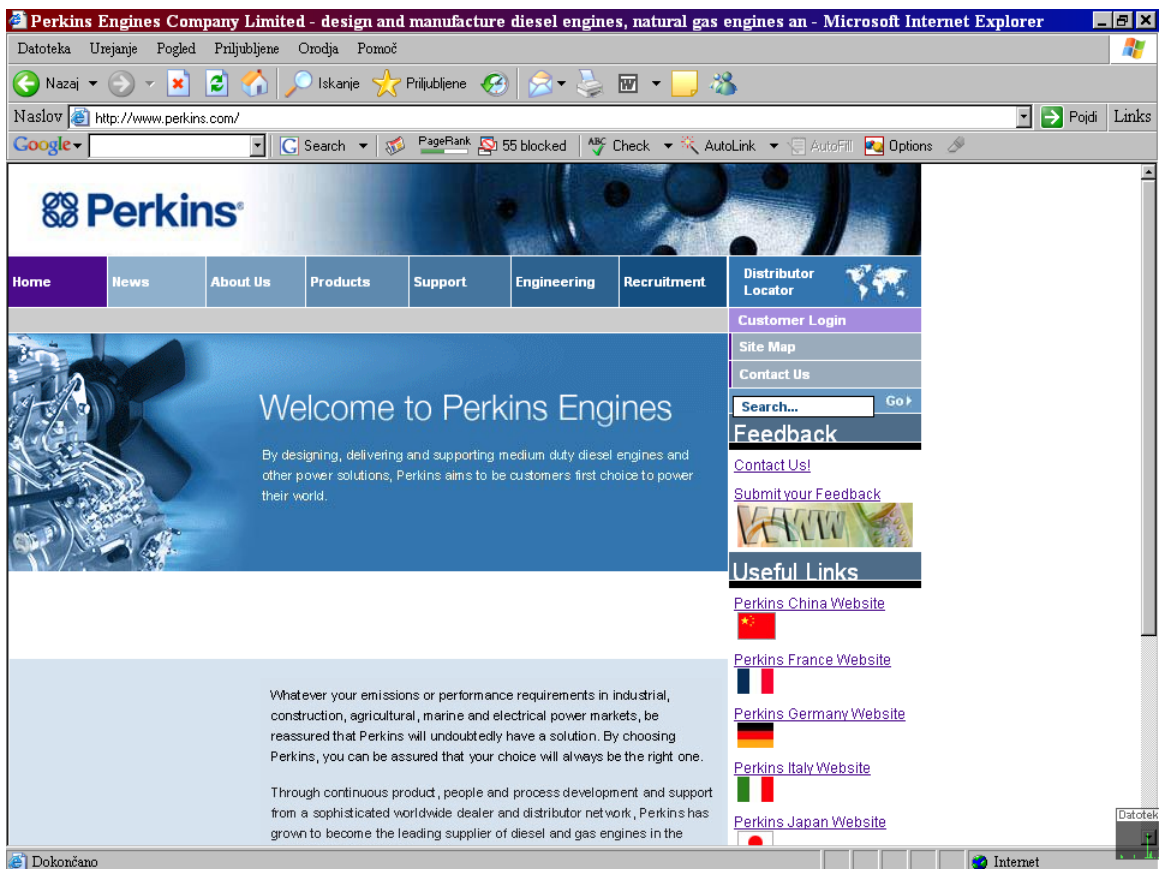 Perkins Engines Company Limited - design and manufacture diesel engines, natural gas engines an - Microsoft Internet Explorer
Datoteka Urejanje Pogled Priljubljene Orodja Pomoč
Nazaj Iskanje Priljubljene
Naslov http://www.perkins.com/ Pojdi Links
Google Search PageRank 55 blocked ABC Check AutoLink AutoFill Options
Perkins®
Home News About Us Products Support Engineering Recruitment
Distributor
Locator
Customer Login
Site Map
Contact Us
Search... Go
Welcome to Perkins Engines
By designing, delivering and supporting medium duty diesel engines and
other power solutions, Perkins aims to be customers first choice to power
their world.
Feedback
Contact Us!
Submit your Feedback
WWW
Useful Links
Perkins China Website
Perkins France Website
Perkins Germany Website
Perkins Italy Website
Perkins Japan Website
Whatever your emissions or performance requirements in industrial,
construction, agricultural, marine and electrical power markets, be
reassured that Perkins will undoubtedly have a solution. By choosing
Perkins, you can be assured that your choice will always be the right one.
Through continuous product, people and process development and support
from a sophisticated worldwide dealer and distributor network, Perkins has
grown to become the leading supplier of diesel and gas engines in the
Datotek
Dokončano Internet